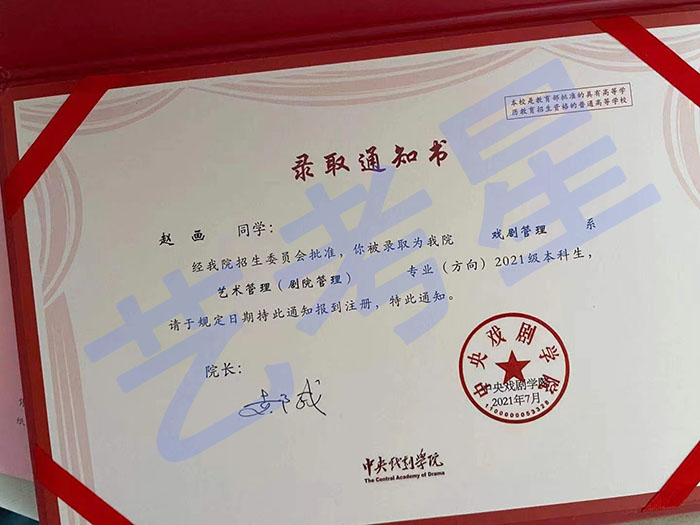 本校是教育部批准的具有高等学
历教育招生资格的普通高等学校
录取通知书
赵 画 同学：
经我院招生委员会批准，你被录取为我院 戏剧管理 系
艺术管理（剧院管理） 专业（方向）2021级本科生，
请于规定日期持此通知报到注册，特此通知。
院长：
中央戏剧学院
中央戏剧学院
2021年7月
1100000053328
中央戏剧学院
The Central Academy of Drama
艺考星